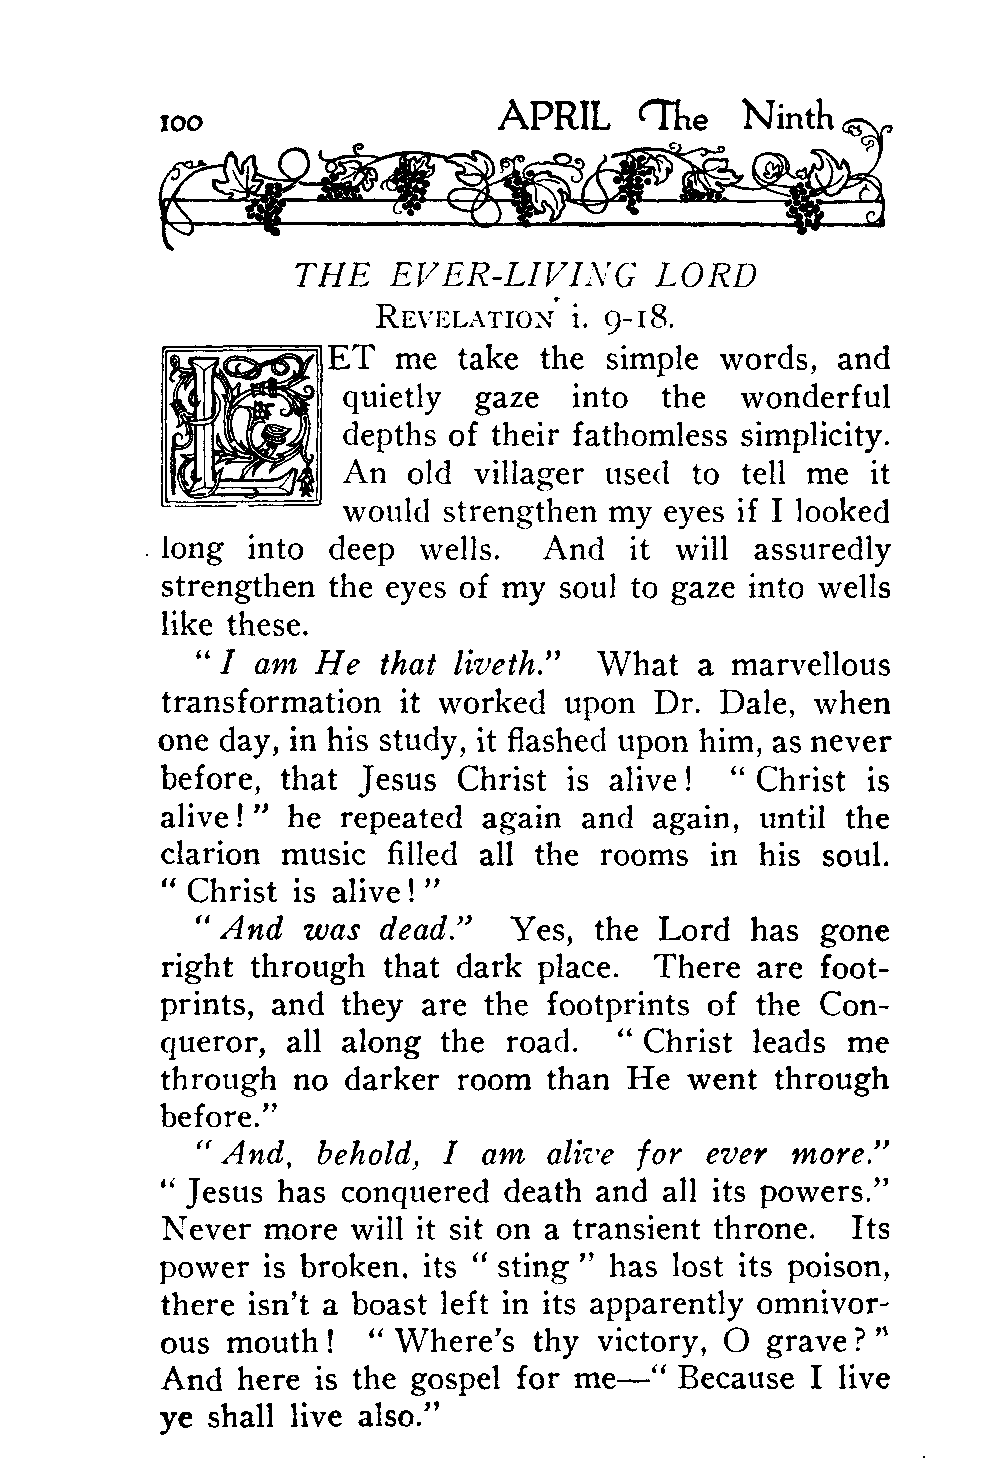 100 APRIL The Ninth
THE EVER-LIVING LORD
REVELATION i. 9-18.
LET me take the simple words, and
quietly gaze into the wonderful
depths of their fathomless simplicity.
An old villager used to tell me it
would strengthen my eyes if I looked
long into deep wells. And it will assuredly
strengthen the eyes of my soul to gaze into wells
like these.
“ I am He that liveth.” What a marvellous
transformation it worked upon Dr. Dale, when
one day, in his study, it flashed upon him, as never
before, that Jesus Christ is alive! “ Christ is
alive! ” he repeated again and again, until the
clarion music filled all the rooms in his soul.
“ Christ is alive! ”
“ And was dead.” Yes, the Lord has gone
right through that dark place. There are foot-
prints, and they are the footprints of the Con-
queror, all along the road. “ Christ leads me
through no darker room than He went through
before.”
“ And, behold, I am alive for ever more.”
“ Jesus has conquered death and all its powers.”
Never more will it sit on a transient throne. Its
power is broken, its “ sting ” has lost its poison,
there isn’t a boast left in its apparently omnivor-
ous mouth! “ Where’s thy victory, O grave? ”
And here is the gospel for me—“ Because I live
ye shall live also.”